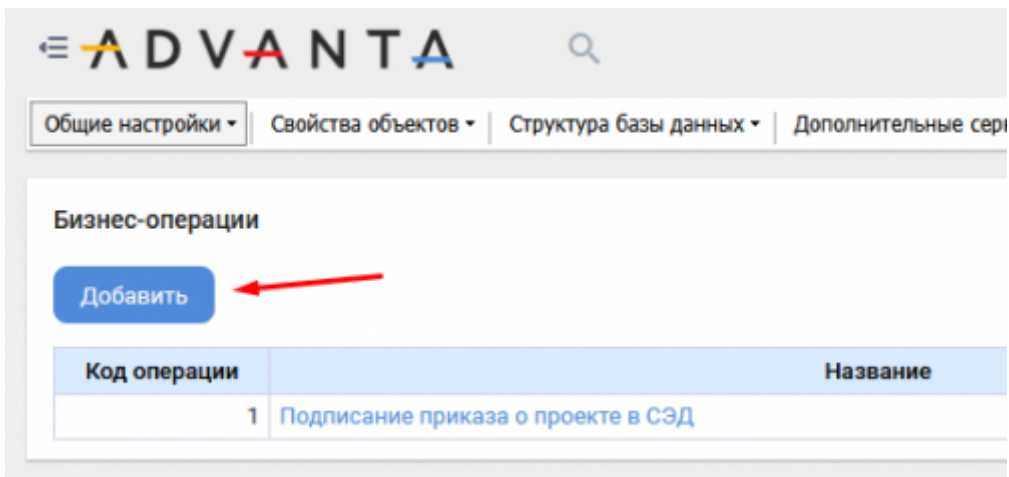 ADVANTA
Общие настройки Свойства объектов Структура базы данных Дополнительные
Бизнес-операции
Добавить
Код операции Название
1 Подписание приказа о проекте в СЭД